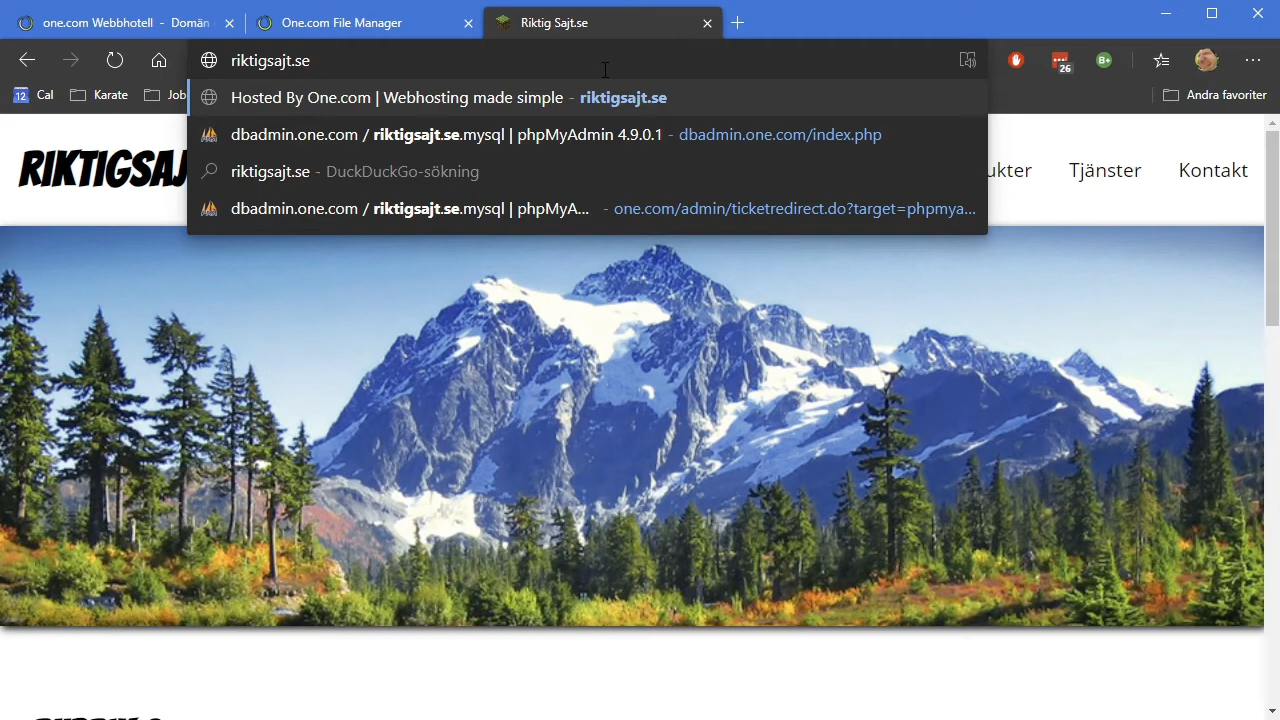 one.com Webbhotell - Domän
One.com File Manager
Riktig Sajt.se
riktigsajt.se
26
B+
12 Cal
Karate
Job
Andra favoriter
Hosted By One.com | Webhosting made simple - riktigsajt.se
dbadmin.one.com / riktigsajt.se.mysql | phpMyAdmin 4.9.0.1 - dbadmin.one.com/index.php
riktigsajt.se - DuckDuckGo-sökning
dbadmin.one.com / riktigsajt.se.mysql | phpMyA... - one.com/admin/ticketredirect.do?target=phpmya...
RIKTIGSAJ
ukter
Tjänster
Kontakt